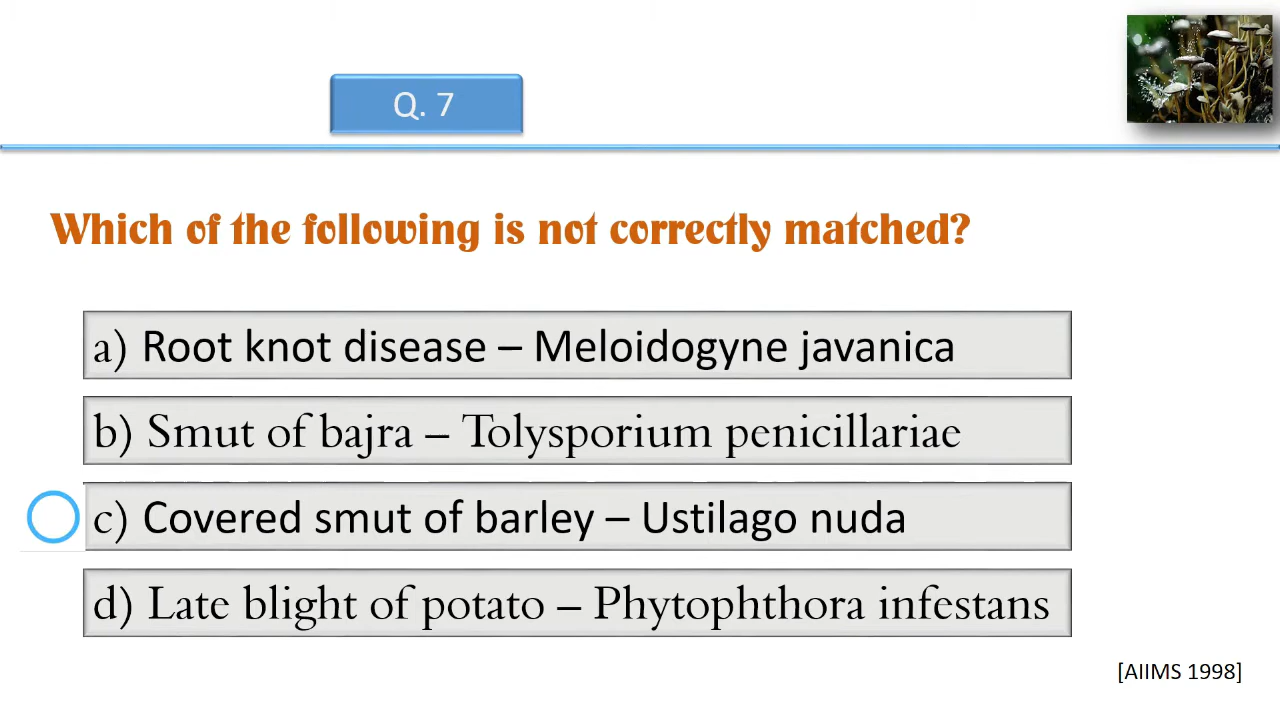 Q. 7
Which of the following is not correctly matched?
a) Root knot disease – Meloidogyne javanica
b) Smut of bajra – Tolysporium penicillariae
c) Covered smut of barley – Ustilago nuda
d) Late blight of potato – Phytophthora infestans
[AIIMS 1998]